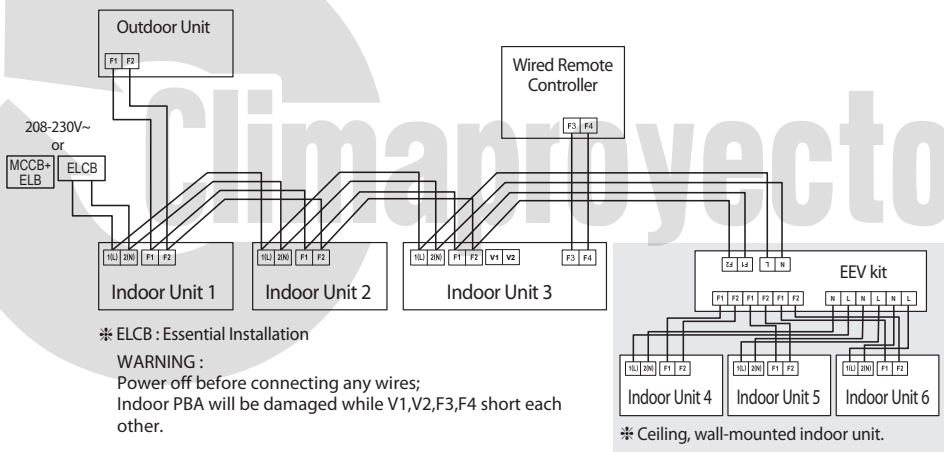 Outdoor Unit
F1 F2
Wired Remote
Controller
F3 F4
208-230V~
or
MCCB+
ELB
ELCB
Climaproyecto
1(L) 2(N) F1 F2
Indoor Unit 1
1(L) 2(N) F1 F2
Indoor Unit 2
1(L) 2(N) F1 F2 V1 V2 F3 F4
Indoor Unit 3
F2 F1 L N
EEV kit
F1 F2 F1 F2 F1 F2 N L N L N L
1(L) 2(N) F1 F2
Indoor Unit 4
1(L) 2(N) F1 F2
Indoor Unit 5
1(L) 2(N) F1 F2
Indoor Unit 6
❈ ELCB : Essential Installation
WARNING :
Power off before connecting any wires;
Indoor PBA will be damaged while V1,V2,F3,F4 short each
other.
❈ Ceiling, wall-mounted indoor unit.